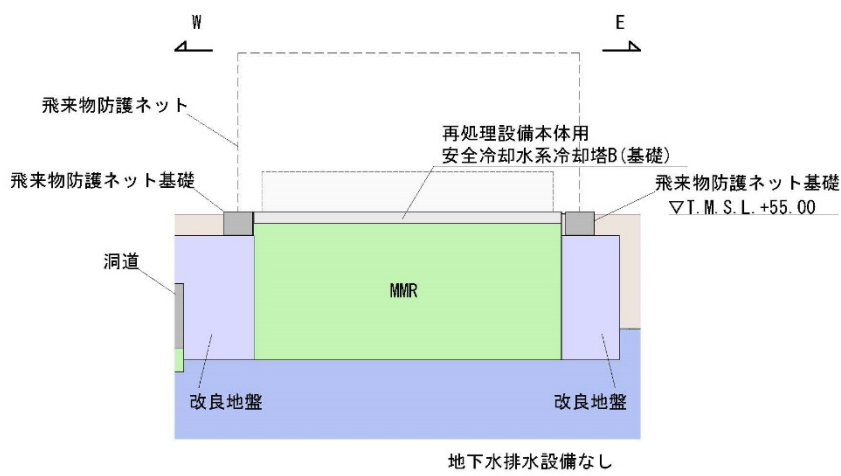 W
E
飛来物防護ネット
再処理設備本体用
安全冷却水系冷却塔B(基礎)
飛来物防護ネット基礎
飛来物防護ネット基礎
▽T.M.S.L.+55.00
洞道
MMR
改良地盤
改良地盤
地下水排水設備なし